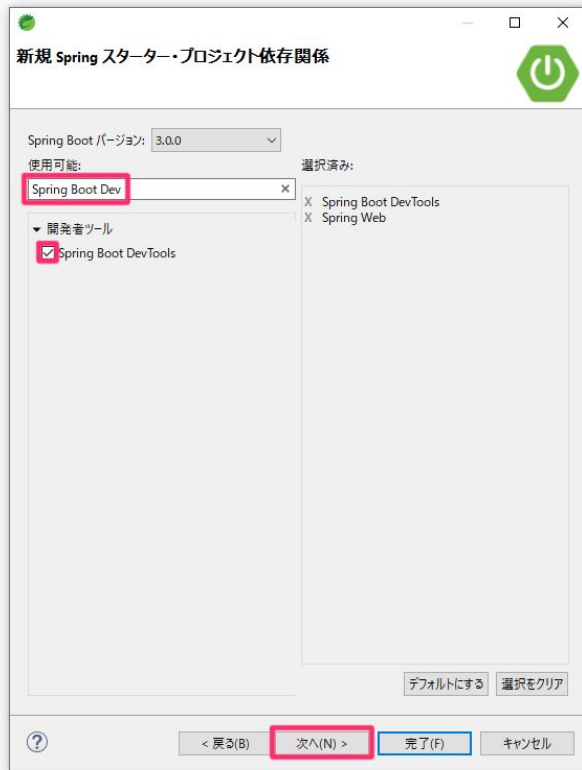 新規 Spring スターター・プロジェクト依存関係
Spring Boot バージョン: 3.0.0
使用可能:
Spring Boot Dev
開発者ツール
Spring Boot DevTools
選択済み:
X Spring Boot DevTools
X Spring Web
デフォルトにする 選択をクリア
< 戻る(B) 次へ(N) > 完了(F) キャンセル